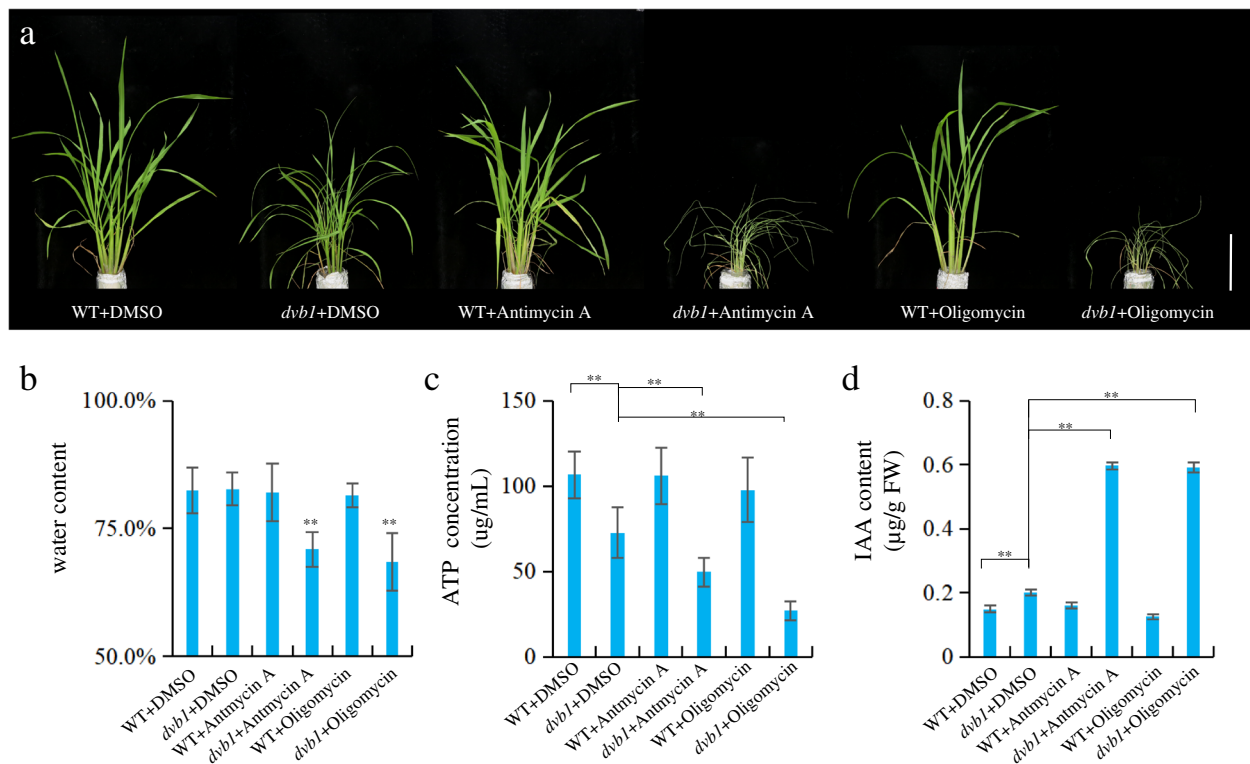 a
WT+DMSO
dvb1+DMSO
WT+Antimycin A
dvb1+Antimycin A
WT+Oligomycin
dvb1+Oligomycin
b
water content
100.0%
75.0%
50.0%
**
**
WT+DMSO
dvb1+DMSO
WT+Antmycin A
dvb1+Antmycin A
WT+Oligomycin
dvb1+Oligomycin
c
ATP concentration
(ug/mL)
150
100
50
0
**
**
**
WT+DMSO
dvb1+DMSO
WT+Antmycin A
dvb1+Antmycin A
WT+Oligomycin
dvb1+Oligomycin
d
IAA content
(μg/g FW)
0.8
0.6
0.4
0.2
0
**
**
**
WT+DMSO
dvb1+DMSO
WT+Antmycin A
dvb1+Antmycin A
WT+Oligomycin
dvb1+Oligomycin